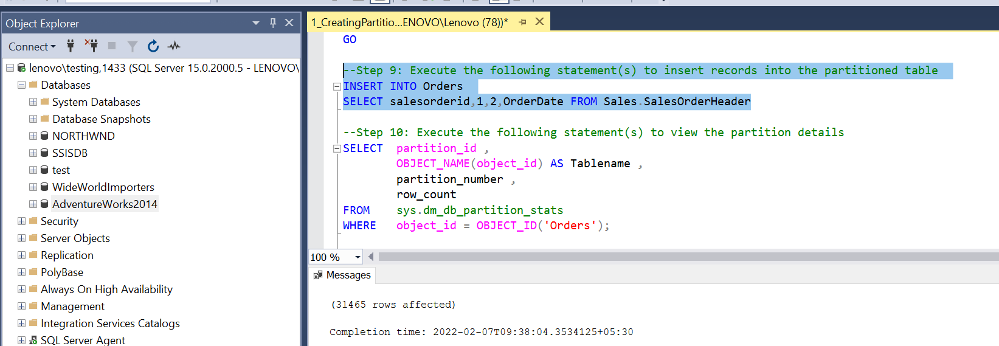 Object Explorer
Connect
lenovo\testing,1433 (SQL Server 15.0.2000.5 - LENOVO\
Databases
System Databases
Database Snapshots
NORTHWND
SSISDB
test
WideWorldImporters
AdventureWorks2014
Security
Server Objects
Replication
PolyBase
Always On High Availability
Management
Integration Services Catalogs
SQL Server Agent
1_CreatingPartitio...ENOVO\Lenovo (78))*
GO
--Step 9: Execute the following statement(s) to insert records into the partitioned table
INSERT INTO Orders
SELECT salesorderid,1,2,OrderDate FROM Sales.SalesOrderHeader
--Step 10: Execute the following statement(s) to view the partition details
SELECT partition_id ,
OBJECT_NAME(object_id) AS Tablename ,
partition_number ,
row_count
FROM sys.dm_db_partition_stats
WHERE object_id = OBJECT_ID('Orders');
100 %
Messages
(31465 rows affected)
Completion time: 2022-02-07T09:38:04.3534125+05:30